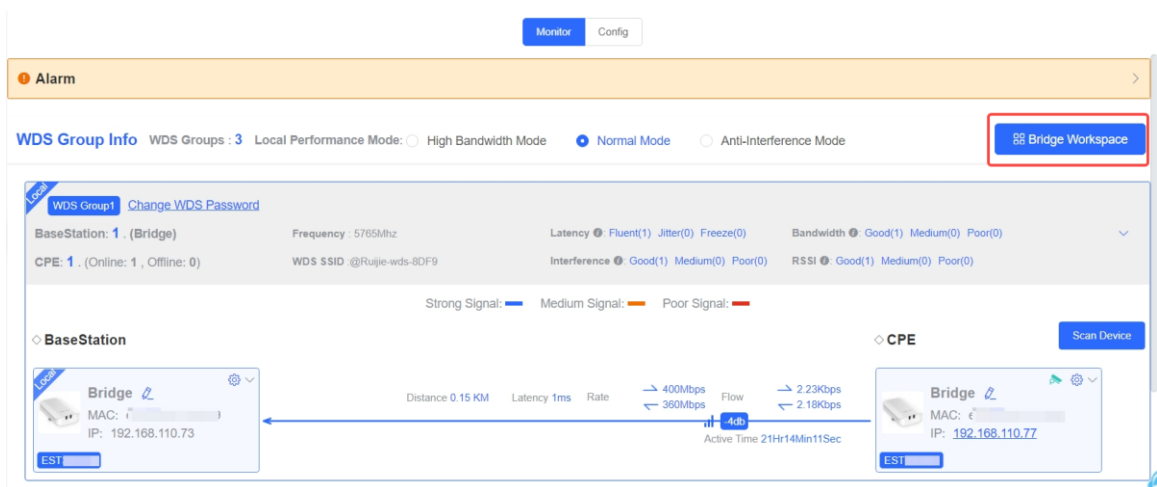 Monitor Config
Alarm
WDS Group Info WDS Groups : 3 Local Performance Mode: High Bandwidth Mode Normal Mode Anti-Interference Mode Bridge Workspace
Local
WDS Group1 Change WDS Password
BaseStation: 1 . (Bridge) Frequency : 5765Mhz Latency : Fluent(1) Jitter(0) Freeze(0) Bandwidth : Good(1) Medium(0) Poor(0)
CPE: 1 . (Online: 1 , Offline: 0) WDS SSID :@Ruijie-wds-8DF9 Interference : Good(1) Medium(0) Poor(0) RSSI : Good(1) Medium(0) Poor(0)
Strong Signal: Medium Signal: Poor Signal:
BaseStation CPE Scan Device
Local
Bridge
MAC:
IP: 192.168.110.73
EST
Distance 0.15 KM Latency 1ms Rate 400Mbps 360Mbps Flow 2.23Kbps 2.18Kbps
-4db
Active Time 21Hr14Min11Sec
Bridge
MAC:
IP: 192.168.110.77
EST